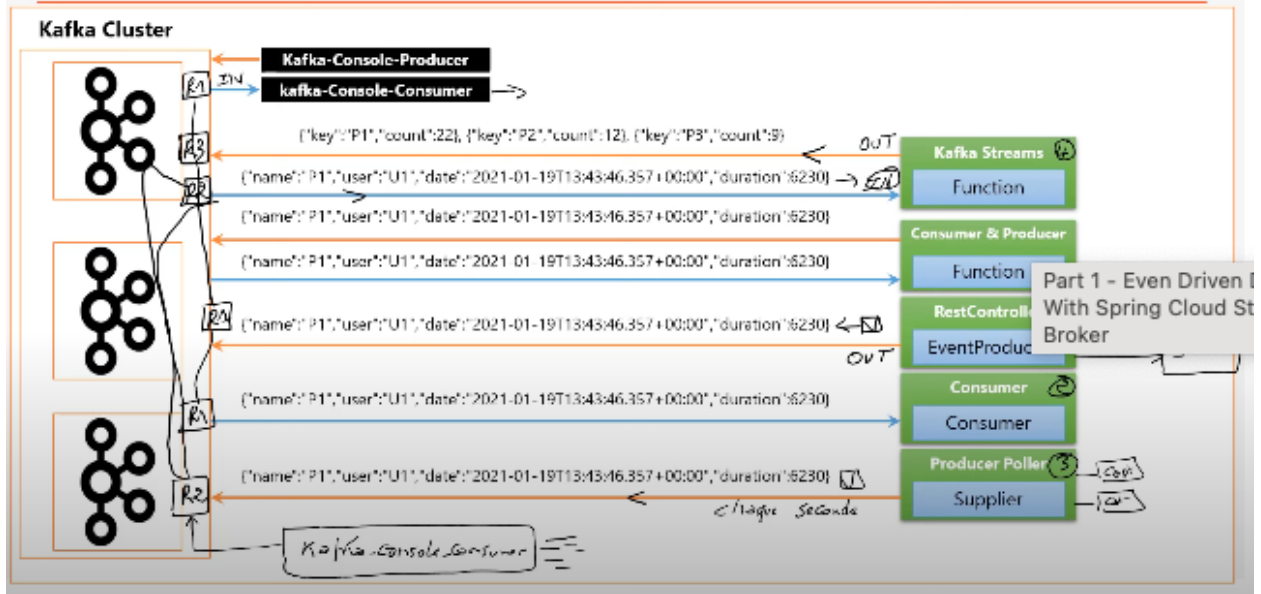 Kafka Cluster
Kafka-Console-Producer
R1 IN
kafka-Console-Consumer
{"key":"P1","count":22}, {"key":"P2","count":12}, {"key":"P3","count":9}
OUT
R3
Kafka Streams 4
{"name":"P1","user":"U1","date":"2021-01-19T13:43:46.357+00:00","duration":6230}
IN
R2
Function
{"name":"P1","user":"U1","date":"2021-01-19T13:43:46.357+00:00","duration":6230}
Consumer & Producer
{"name":"P1","user":"U1","date":"2021-01-19T13:43:46.357+00:00","duration":6230}
Function
Part 1 - Even Driven
With Spring Cloud St
Broker
R1
{"name":"P1","user":"U1","date":"2021-01-19T13:43:46.357+00:00","duration":6230}
RestControlle
OUT
EventProduc
{"name":"P1","user":"U1","date":"2021-01-19T13:43:46.357+00:00","duration":6230}
Consumer 2
R1
Consumer
{"name":"P1","user":"U1","date":"2021-01-19T13:43:46.357+00:00","duration":6230}
Producer Poller 3
R2
Supplier
chaque seconde
Kafka-console-consumer